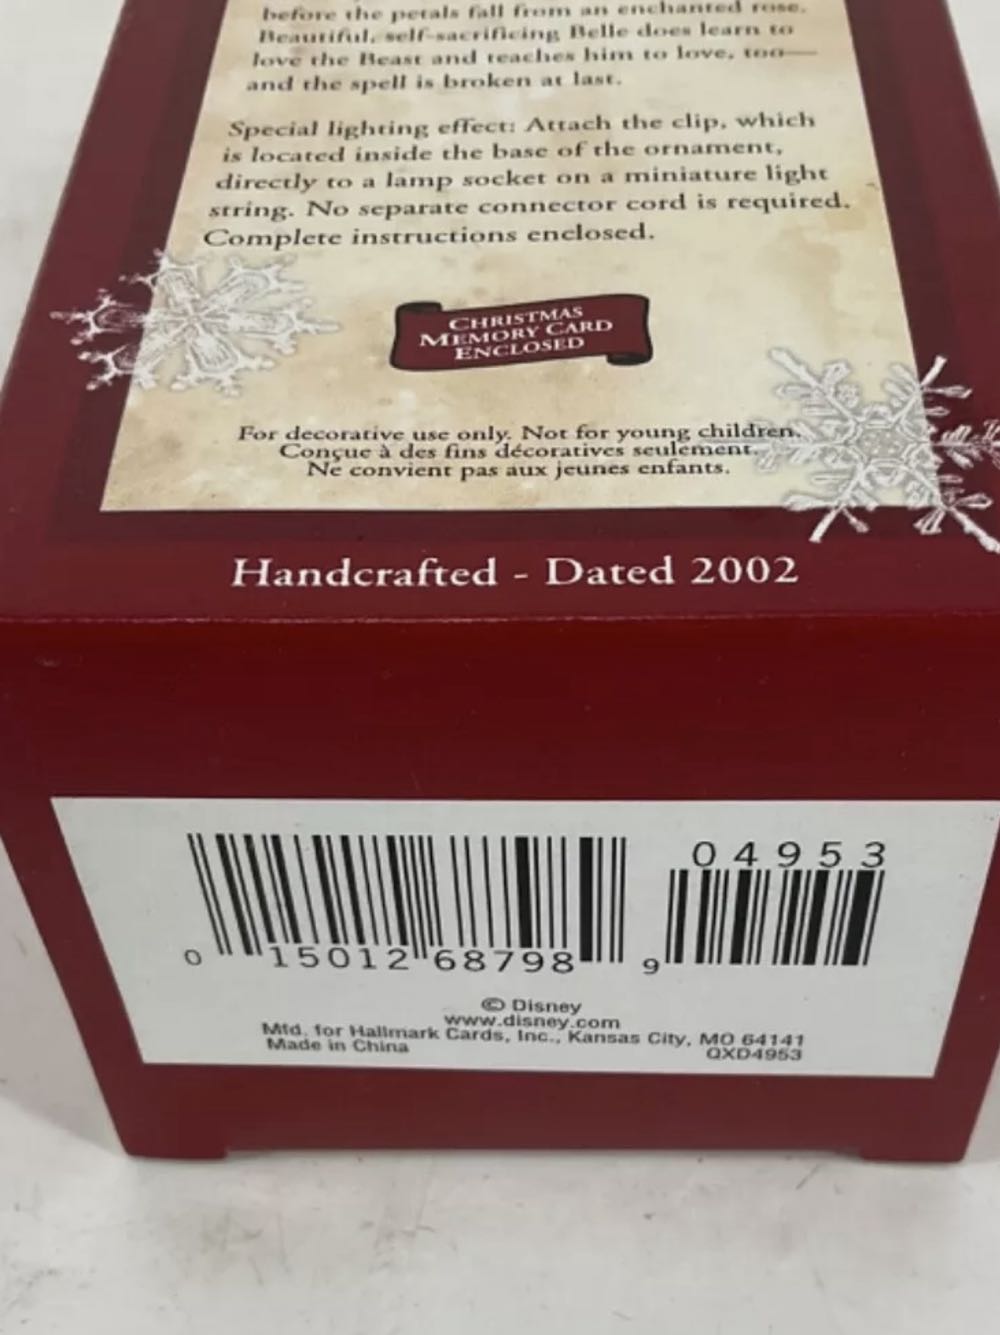 before the petals fall from an enchanted rose.
Beautiful, self-sacrificing Belle does learn to
love the Beast and teaches him to love, too—
and the spell is broken at last.
Special lighting effect: Attach the clip, which
is located inside the base of the ornament,
directly to a lamp socket on a miniature light
string. No separate connector cord is required.
Complete instructions enclosed.
CHRISTMAS
MEMORY CARD
ENCLOSED
For decorative use only. Not for young children.
Conçue à des fins décoratives seulement.
Ne convient pas aux jeunes enfants.
Handcrafted - Dated 2002
04953
0 15012 68798 9
© Disney
www.disney.com
Mfd. for Hallmark Cards, Inc., Kansas City, MO 64141
Made in China QXD4953